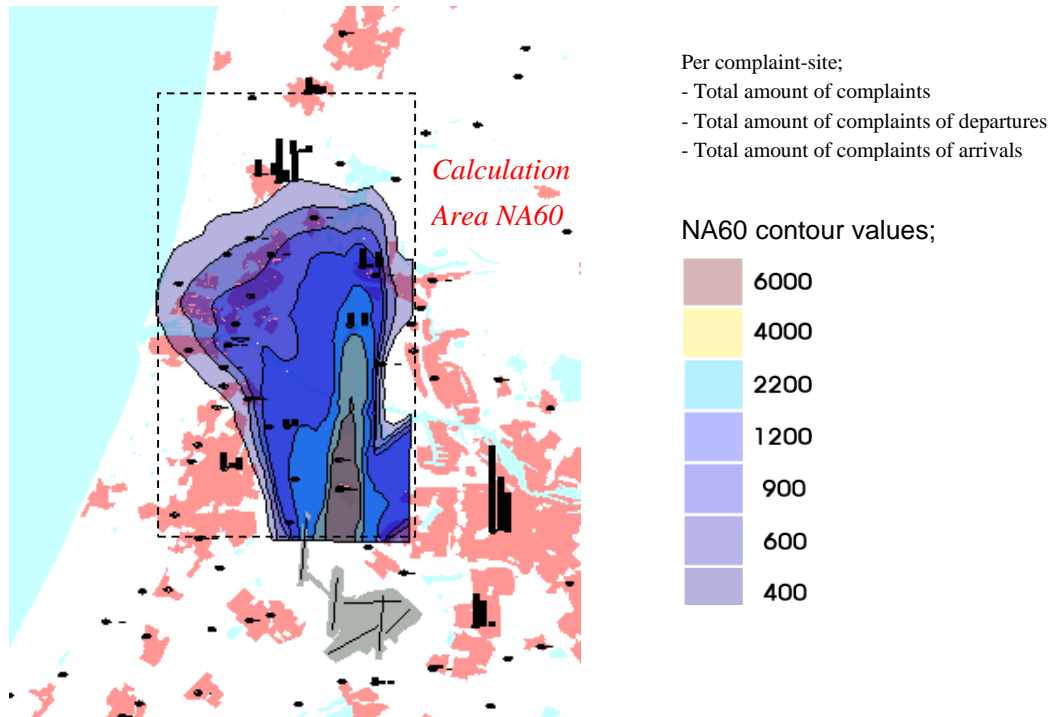 Calculation
Area NA60
Per complaint-site;
- Total amount of complaints
- Total amount of complaints of departures
- Total amount of complaints of arrivals
NA60 contour values;
6000
4000
2200
1200
900
600
400